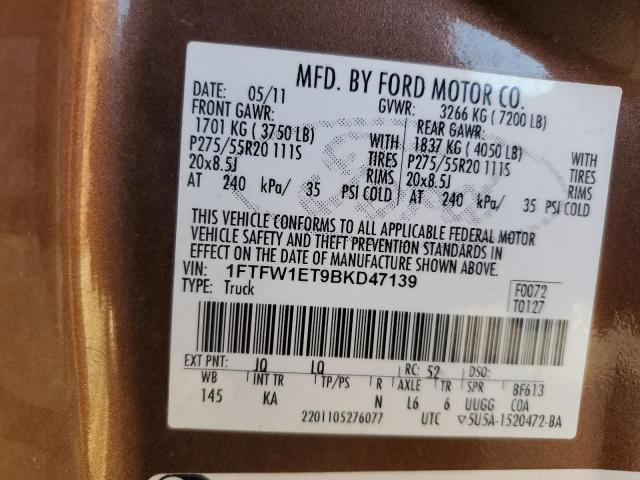 MFD. BY FORD MOTOR CO.
DATE: 05/11 GVWR: 3266 KG ( 7200 LB)
FRONT GAWR: REAR GAWR:
1701 KG ( 3750 LB) WITH 1837 KG ( 4050 LB) WITH
P275/55R20 111S TIRES P275/55R20 111S TIRES
20x8.5J RIMS 20x8.5J RIMS
AT 240 kPa/ 35 PSI COLD AT 240 kPa/ 35 PSI COLD
THIS VEHICLE CONFORMS TO ALL APPLICABLE FEDERAL MOTOR
VEHICLE SAFETY AND THEFT PREVENTION STANDARDS IN
EFFECT ON THE DATE OF MANUFACTURE SHOWN ABOVE.
VIN: 1FTFW1ET9BKD47139 F0072
TYPE: Truck T0127
EXT PNT: JQ LQ RC: 52 DSO:
WB INT TR TP/PS R AXLE TR SPR BF613
145 KA N L6 6 UUGG COA
2201105276077 UTC 5U5A-1520472-BA